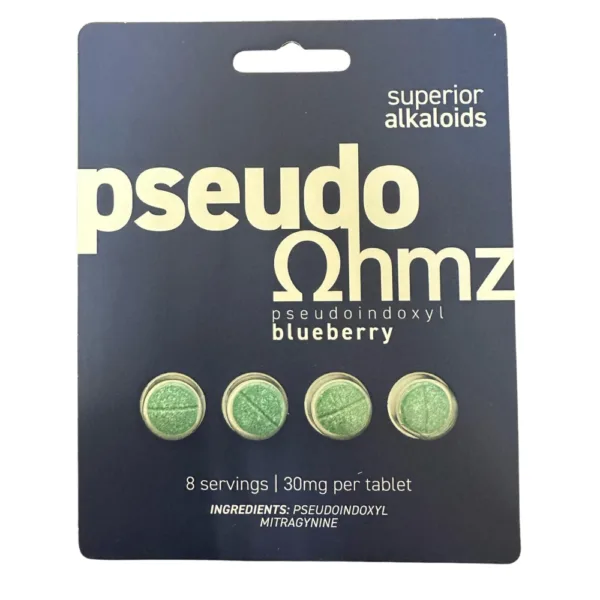 superior
alkaloids
pseudo
Ωhmz
pseudoindoxyl
blueberry
8 servings | 30mg per tablet
INGREDIENTS: PSEUDOINDOXYL
MITRAGYNINE